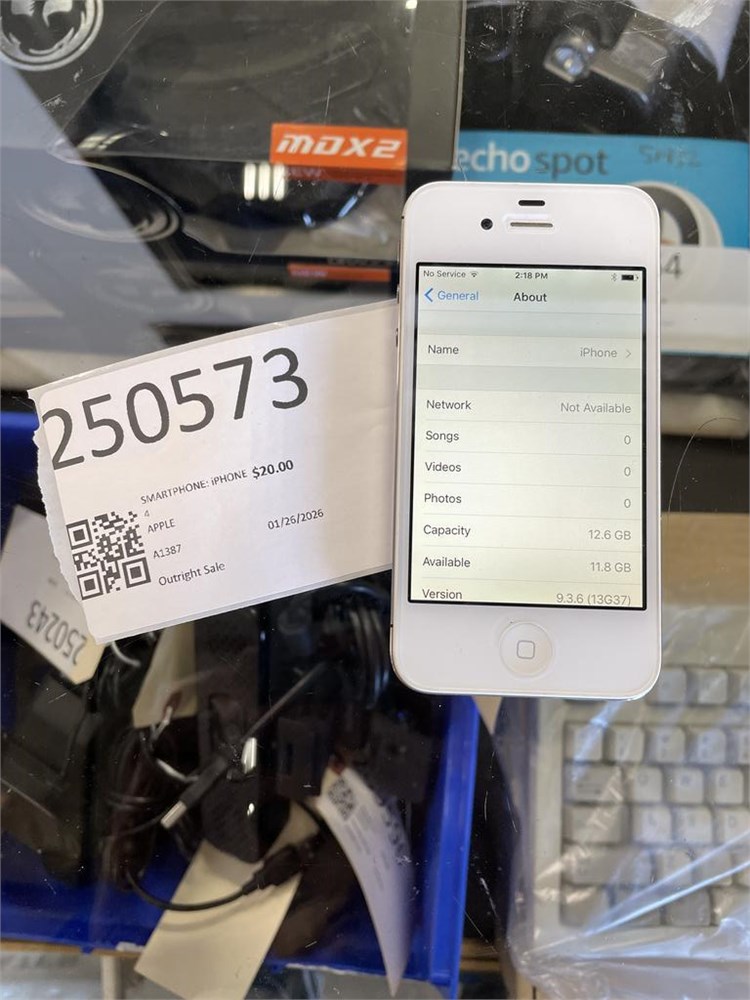 MDX2
echo spot
250573
SMARTPHONE: iPHONE $20.00
4
APPLE
01/26/2026
A1387
Outright Sale
250243
No Service
2:18 PM
General
About
Name
iPhone
Network
Not Available
Songs
0
Videos
0
Photos
0
Capacity
12.6 GB
Available
11.8 GB
Version
9.3.6 (13G37)